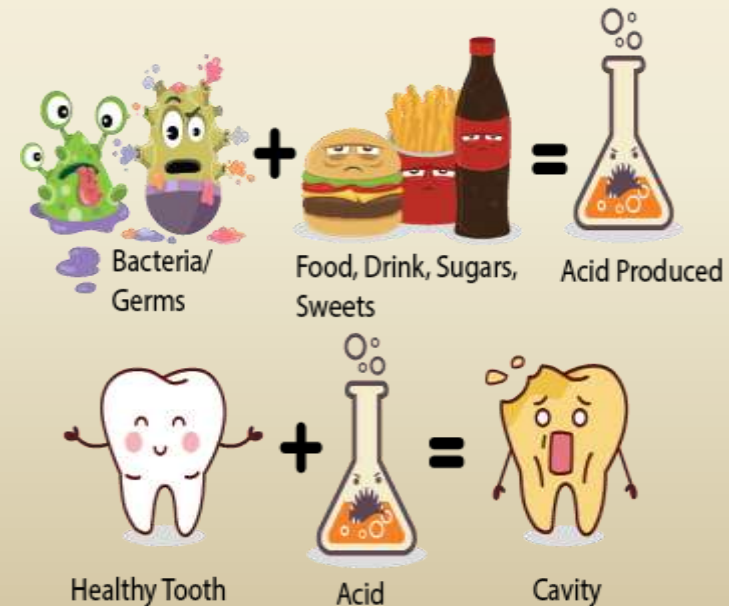 Bacteria/
Germs
Food, Drink, Sugars,
Sweets
Acid Produced
Healthy Tooth
Acid
Cavity